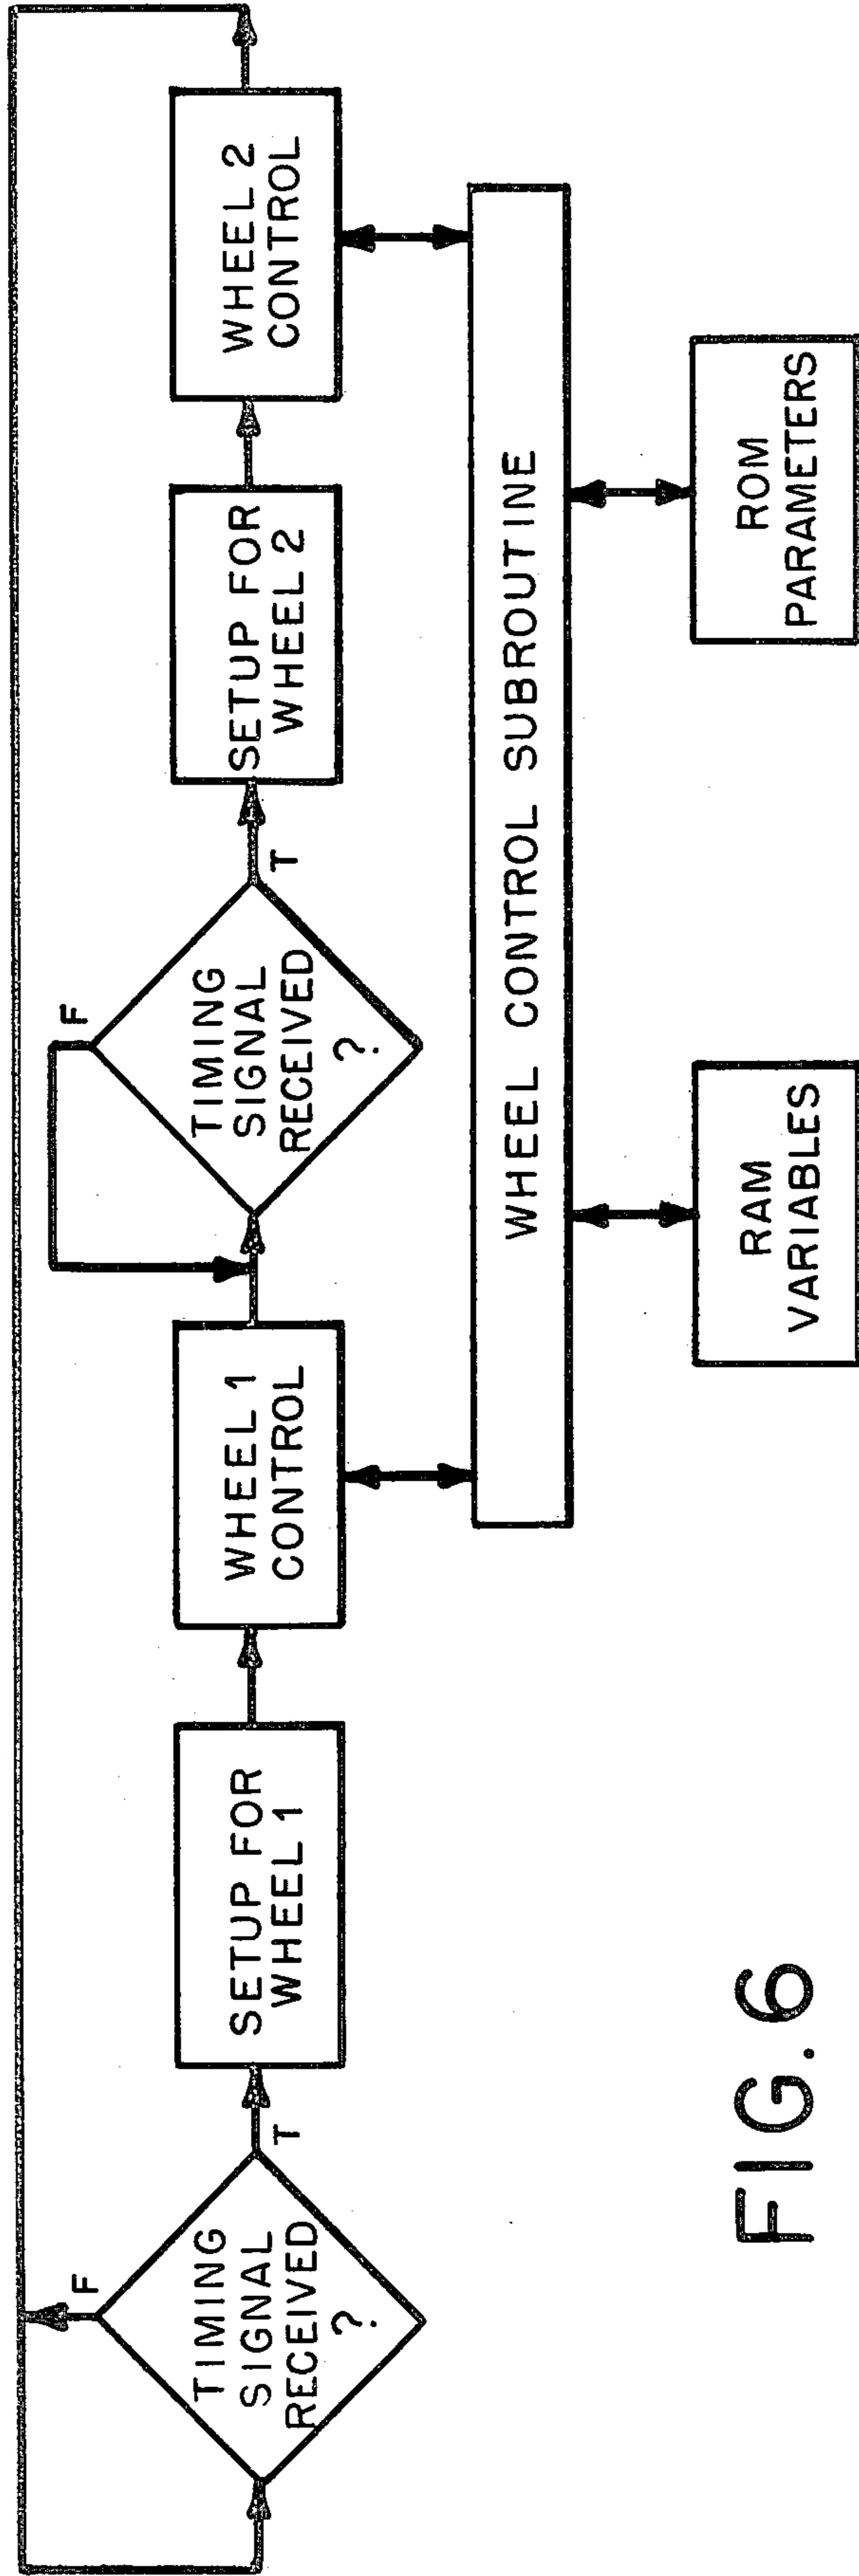 TIMING
SIGNAL
RECEIVED
?
F
T
SETUP FOR
WHEEL 1
WHEEL 1
CONTROL
TIMING
SIGNAL
RECEIVED
?
F
T
SETUP FOR
WHEEL 2
WHEEL 2
CONTROL
WHEEL CONTROL SUBROUTINE
RAM
VARIABLES
ROM
PARAMETERS
FIG. 6